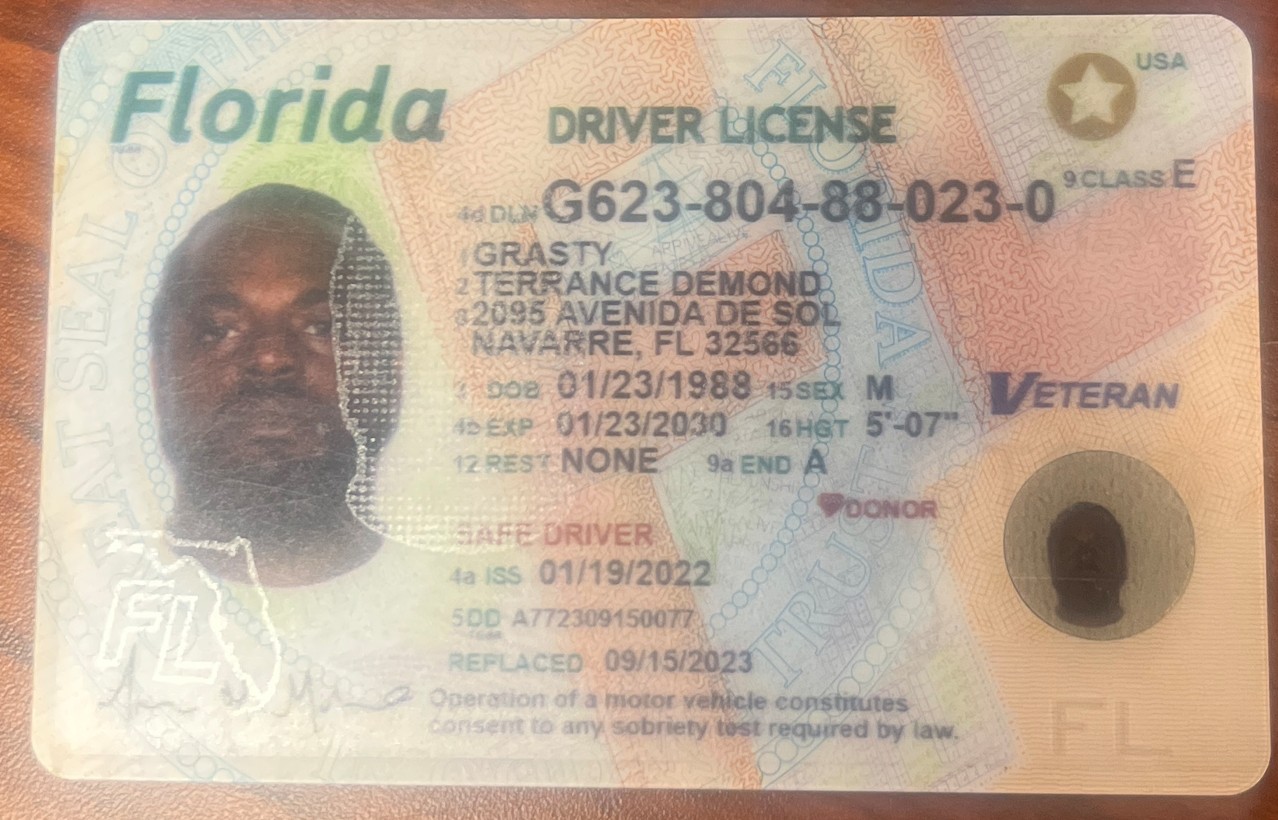 Florida
DRIVER LICENSE
USA
9 CLASS E
4d DLN G623-804-88-023-0
1 GRASTY
2 TERRANCE DEMOND
8 2095 AVENIDA DE SOL
NAVARRE, FL 32566
3 DOB 01/23/1988 15 SEX M
4b EXP 01/23/2030 16 HGT 5'-07"
12 REST NONE 9a END A
VETERAN
DONOR
SAFE DRIVER
4a ISS 01/19/2022
5 DD A772309150077
REPLACED 09/15/2023
Operation of a motor vehicle constitutes
consent to any sobriety test required by law.
FL
FL
FLORIDA
TRUST
SEAL